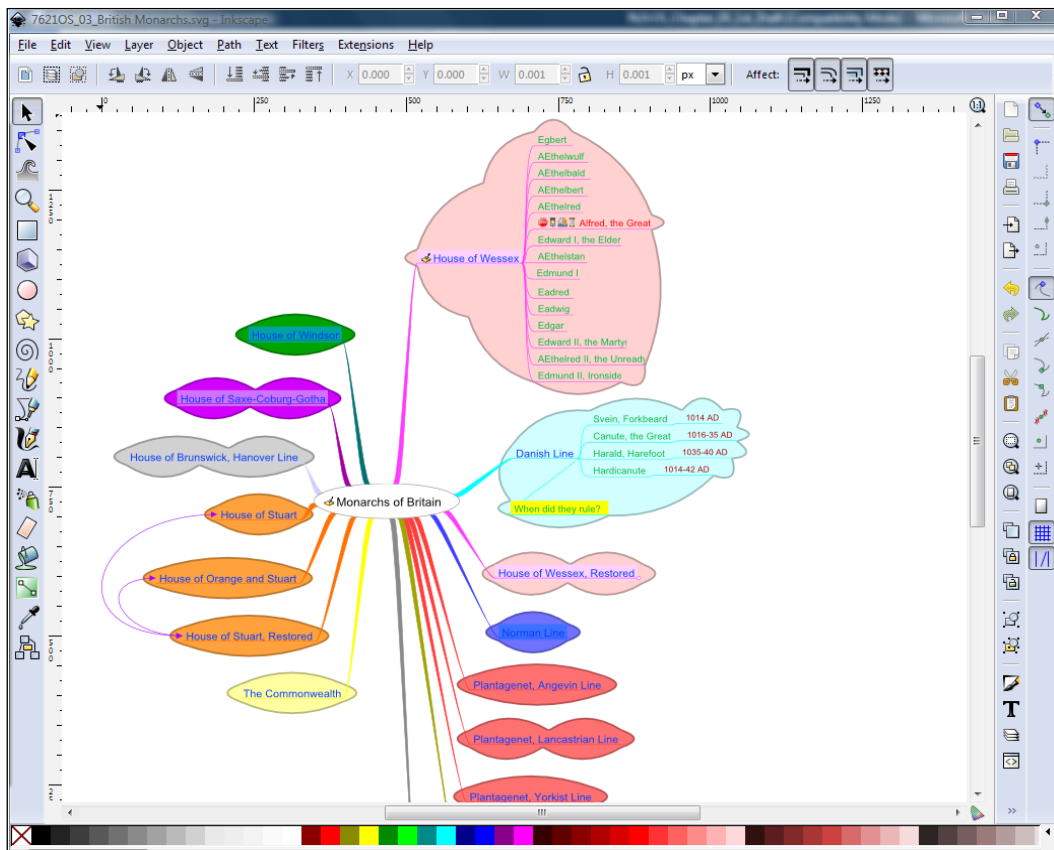 7621OS_03_British Monarchs.svg - Inkscape
File Edit View Layer Object Path Text Filters Extensions Help
X 0.000 Y 0.000 W 0.001 H 0.001 px Affect:
0 250 500 750 1000 1250
Egbert
AEthelwulf
AEthelbald
AEthelbert
AEthelred
Alfred, the Great
Edward I, the Elder
House of Wessex
AEthelstan
Edmund I
Eadred
Eadwig
Edgar
Edward II, the Martyr
AEthelred II, the Unready
Edmund II, Ironside
House of Windsor
House of Saxe-Coburg-Gotha
House of Brunswick, Hanover Line
Monarchs of Britain
House of Stuart
House of Orange and Stuart
House of Stuart, Restored
The Commonwealth
Danish Line
Svein, Forkbeard 1014 AD
Canute, the Great 1016-35 AD
Harald, Harefoot 1035-40 AD
Hardicanute 1014-42 AD
When did they rule?
House of Wessex, Restored
Norman Line
Plantagenet, Angevin Line
Plantagenet, Lancastrian Line
Plantagenet, Yorkist Line
1250
1000
750
500